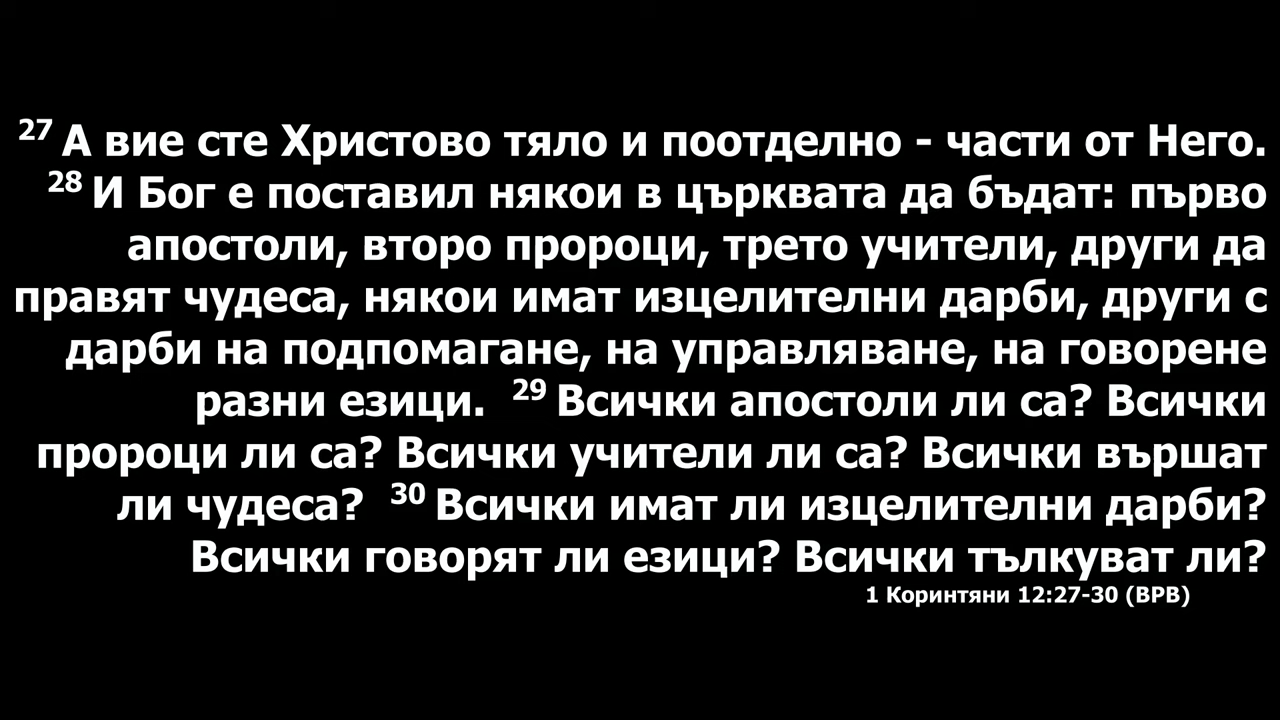 27 А вие сте Христово тяло и поотделно - части от Него.
28 И Бог е поставил някои в църквата да бъдат: първо
апостоли, второ пророци, трето учители, други да
правят чудеса, някои имат изцелителни дарби, други с
дарби на подпомагане, на управляване, на говорене
разни езици. 29 Всички апостоли ли са? Всички
пророци ли са? Всички учители ли са? Всички вършат
ли чудеса? 30 Всички имат ли изцелителни дарби?
Всички говорят ли езици? Всички тълкуват ли?
1 Коринтяни 12:27-30 (ВРВ)